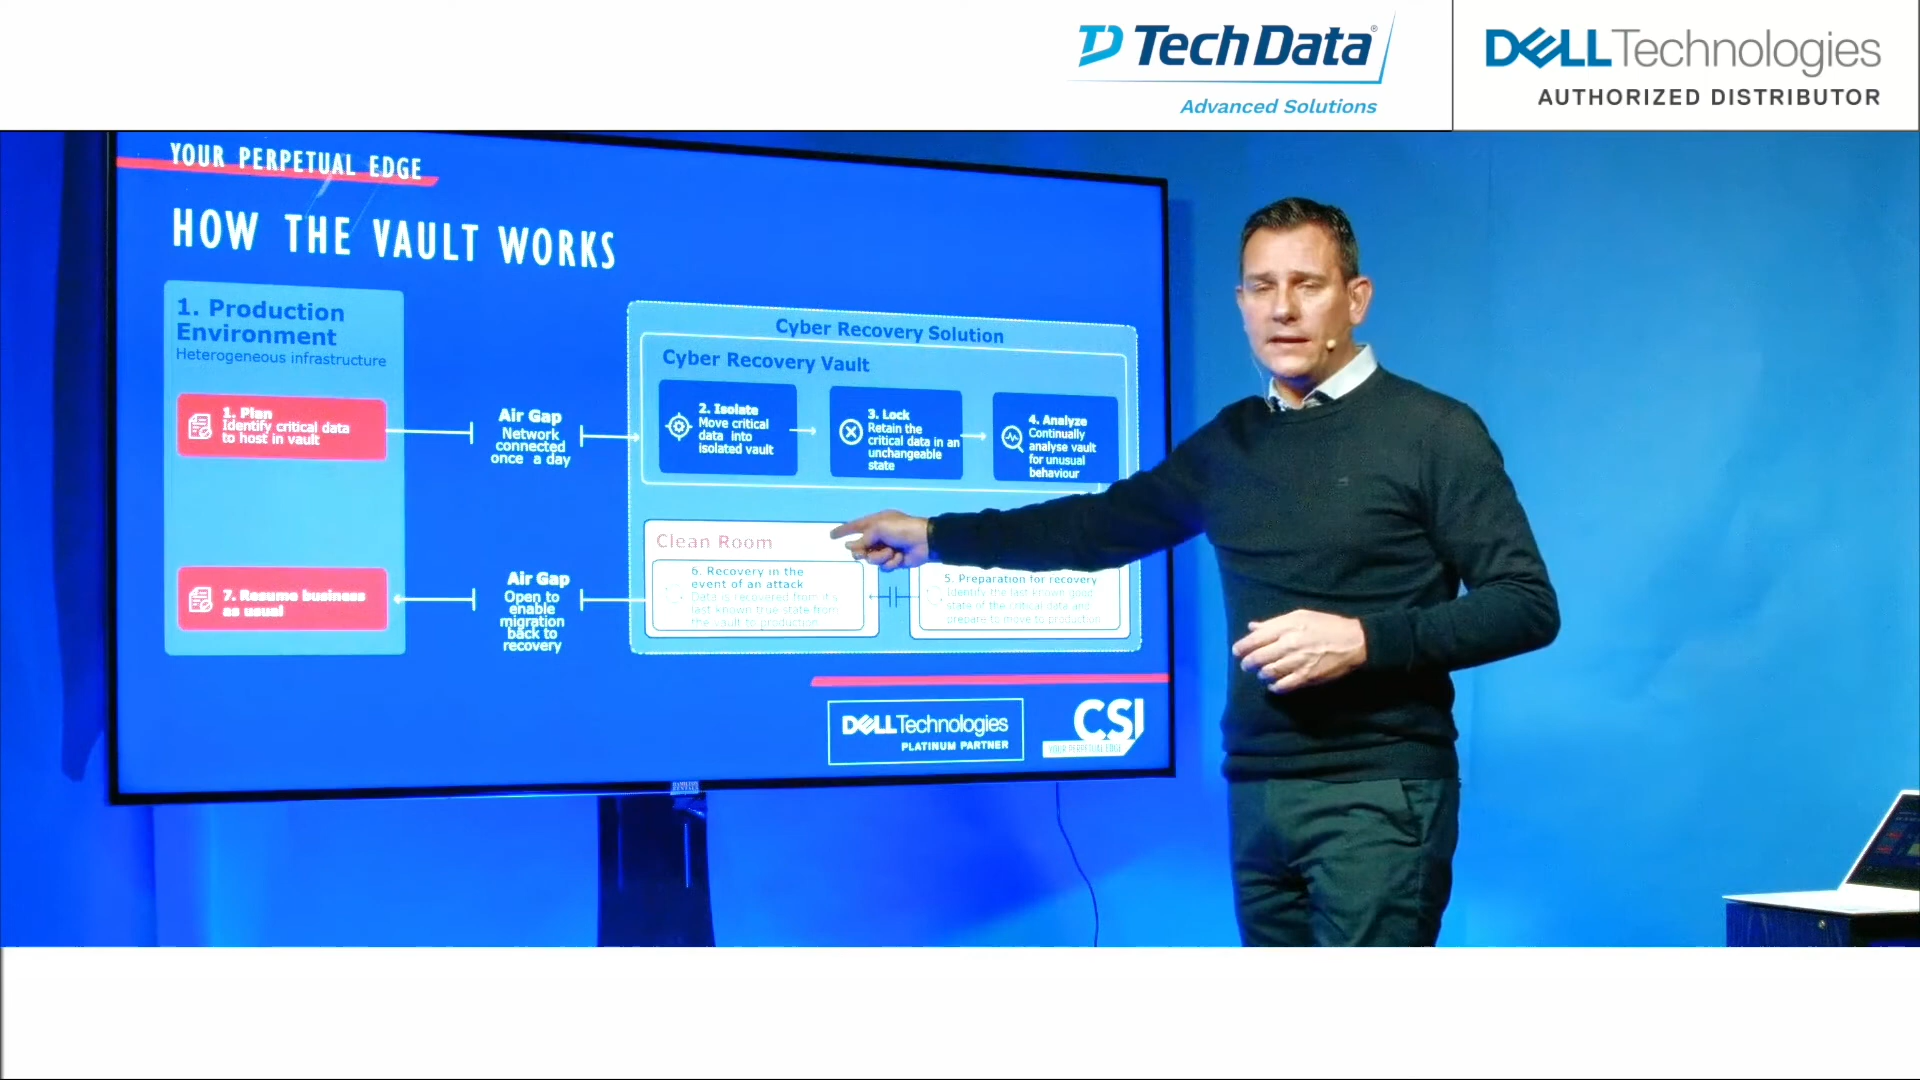 TechData®
Advanced Solutions
DELLTechnologies
AUTHORIZED DISTRIBUTOR
YOUR PERPETUAL EDGE
HOW THE VAULT WORKS
1. Production
Environment
Heterogeneous infrastructure
1. Plan
Identify critical data
to host in vault
Air Gap
Network
connected
once a day
Cyber Recovery Solution
Cyber Recovery Vault
2. Isolate
Move critical
data into
isolated vault
3. Lock
Retain the
critical data in an
unchangeable
state
4. Analyze
Continually
analyse vault
for unusual
behaviour
7. Resume business
as usual
Air Gap
Open to
enable
migration
back to
recovery
Clean Room
6. Recovery in the
event of an attack
Data is recovered from it's
last known true state from
the vault to production
5. Preparation for recovery
Identify the last known good
state of the critical data and
prepare to move to production
DELLTechnologies
PLATINUM PARTNER
CSI
YOUR PERPETUAL EDGE